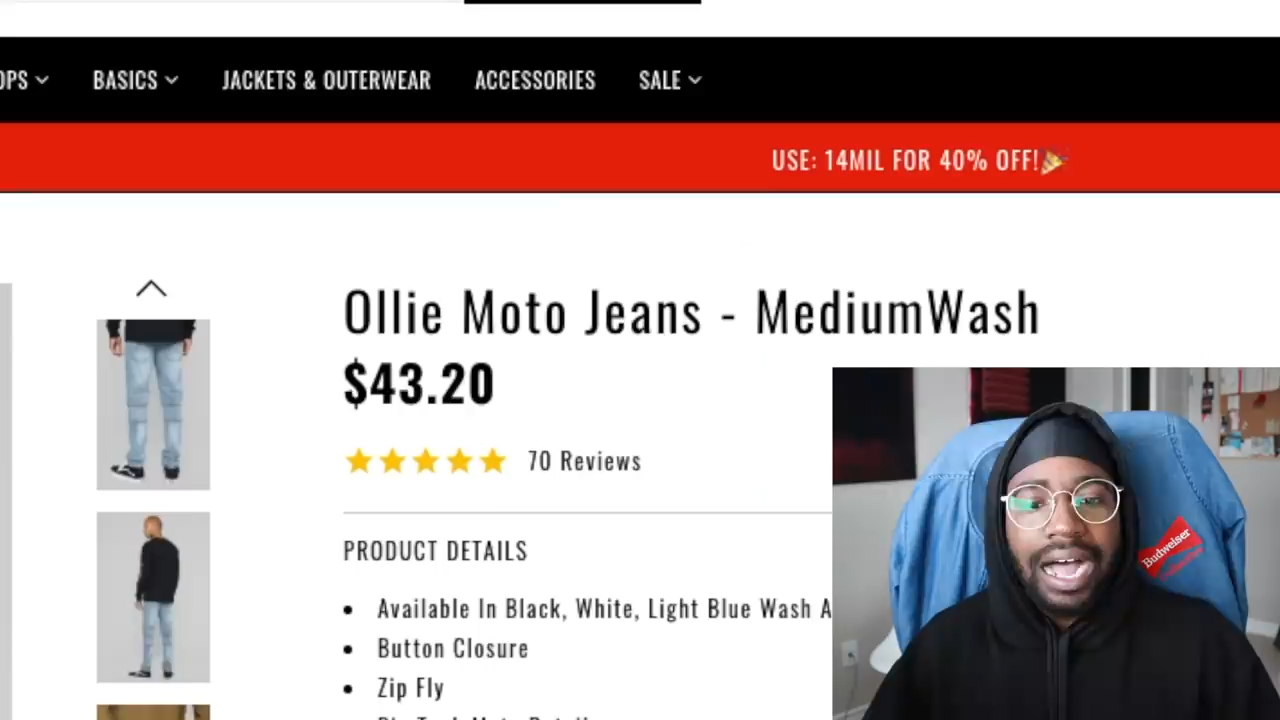 BASICS JACKETS & OUTERWEAR ACCESSORIES SALE
USE: 14MIL FOR 40% OFF!🎉
Ollie Moto Jeans - MediumWash
$43.20
70 Reviews
PRODUCT DETAILS
Available In Black, White, Light Blue Wash
Button Closure
Zip Fly
Budweiser